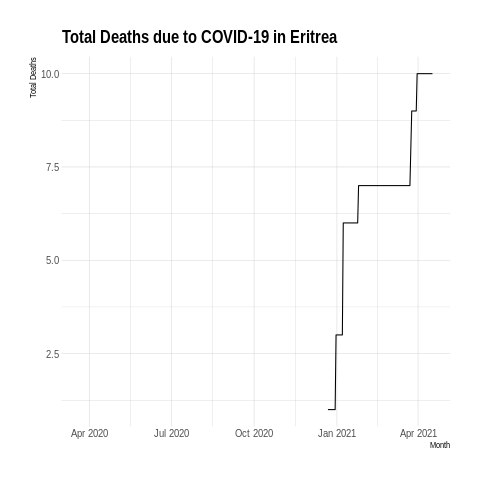 Total Deaths due to COVID-19 in Eritrea
Total Deaths
10.0
7.5
5.0
2.5
Apr 2020 Jul 2020 Oct 2020 Jan 2021 Apr 2021
Month